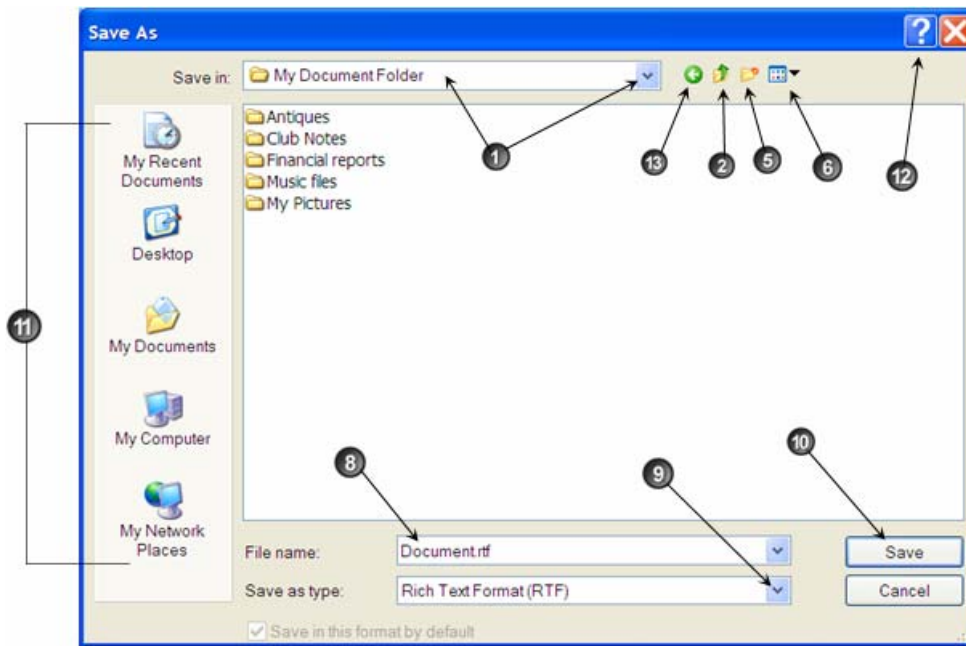 Save As
?
Save in: My Document Folder
13 2 5 6 12
My Recent
Documents
Desktop
My Documents
My Computer
My Network
Places
11
Antiques
Club Notes
Financial reports
Music files
My Pictures
1
8
9
10
File name: Document.rtf Save
Save as type: Rich Text Format (RTF) Cancel
Save in this format by default